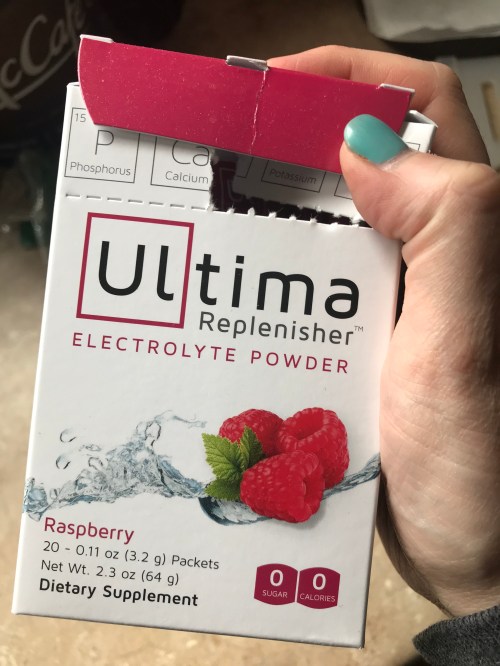 cCafé
15
P
Phosphorus
Ca
Calcium
Potassium
Ultima
Replenisher™
ELECTROLYTE POWDER
Raspberry
20 - 0.11 oz (3.2 g) Packets
Net Wt. 2.3 oz (64 g)
Dietary Supplement
0
SUGAR
0
CALORIES